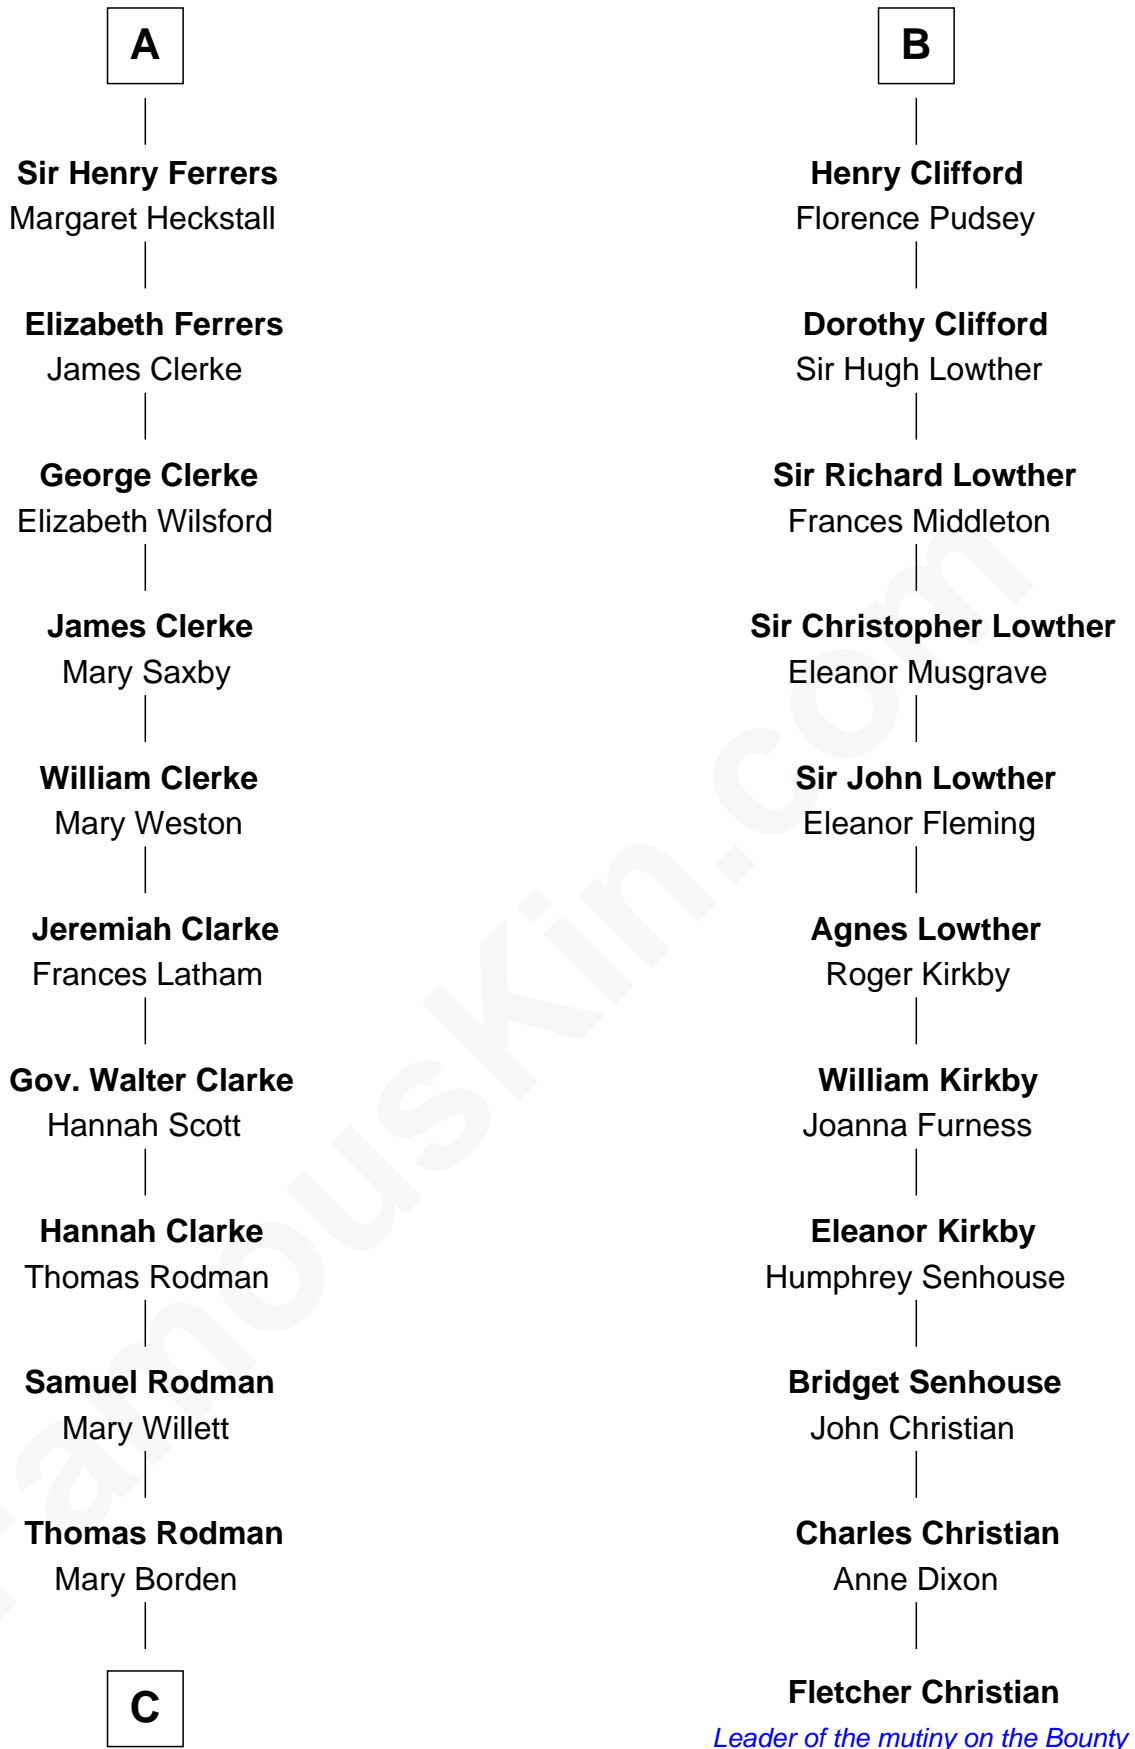 A
Sir Henry Ferrers
Margaret Heckstall
Elizabeth Ferrers
James Clerke
George Clerke
Elizabeth Wilsford
James Clerke
Mary Saxby
William Clerke
Mary Weston
Jeremiah Clarke
Frances Latham
Gov. Walter Clarke
Hannah Scott
Hannah Clarke
Thomas Rodman
Samuel Rodman
Mary Willett
Thomas Rodman
Mary Borden
C
B
Henry Clifford
Florence Pudsey
Dorothy Clifford
Sir Hugh Lowther
Sir Richard Lowther
Frances Middleton
Sir Christopher Lowther
Eleanor Musgrave
Sir John Lowther
Eleanor Fleming
Agnes Lowther
Roger Kirkby
William Kirkby
Joanna Furness
Eleanor Kirkby
Humphrey Senhouse
Bridget Senhouse
John Christian
Charles Christian
Anne Dixon
Fletcher Christian
Leader of the mutiny on the Bounty
FamousKin.com